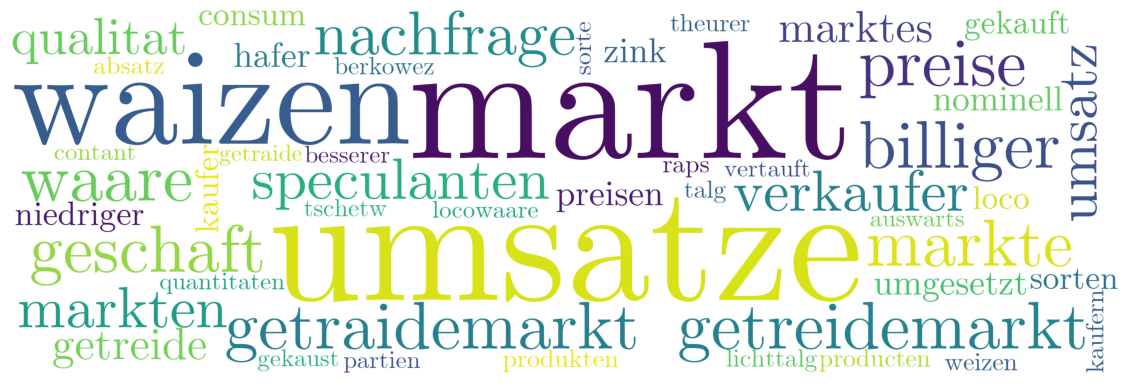 consum
theurer
gekauft
qualitat
nachfrage
sorte
marktes
hafer
zink
absatz
berkowez
preise
waizen
markt
nominell
umsatz
contant
getraide
besserer
billiger
waare
kaufer
speculanten
preisen
raps
vertauft
talg
verkaufer
loco
niedriger
tschetw
locowaare
auswarts
geschaft
umsatze
markte
quantitaten
umgesetzt
sorten
markten
getraidemarkt
getreidemarkt
kaufern
getreide
gekaust
partien
produkten
lichttalg
producten
weizen